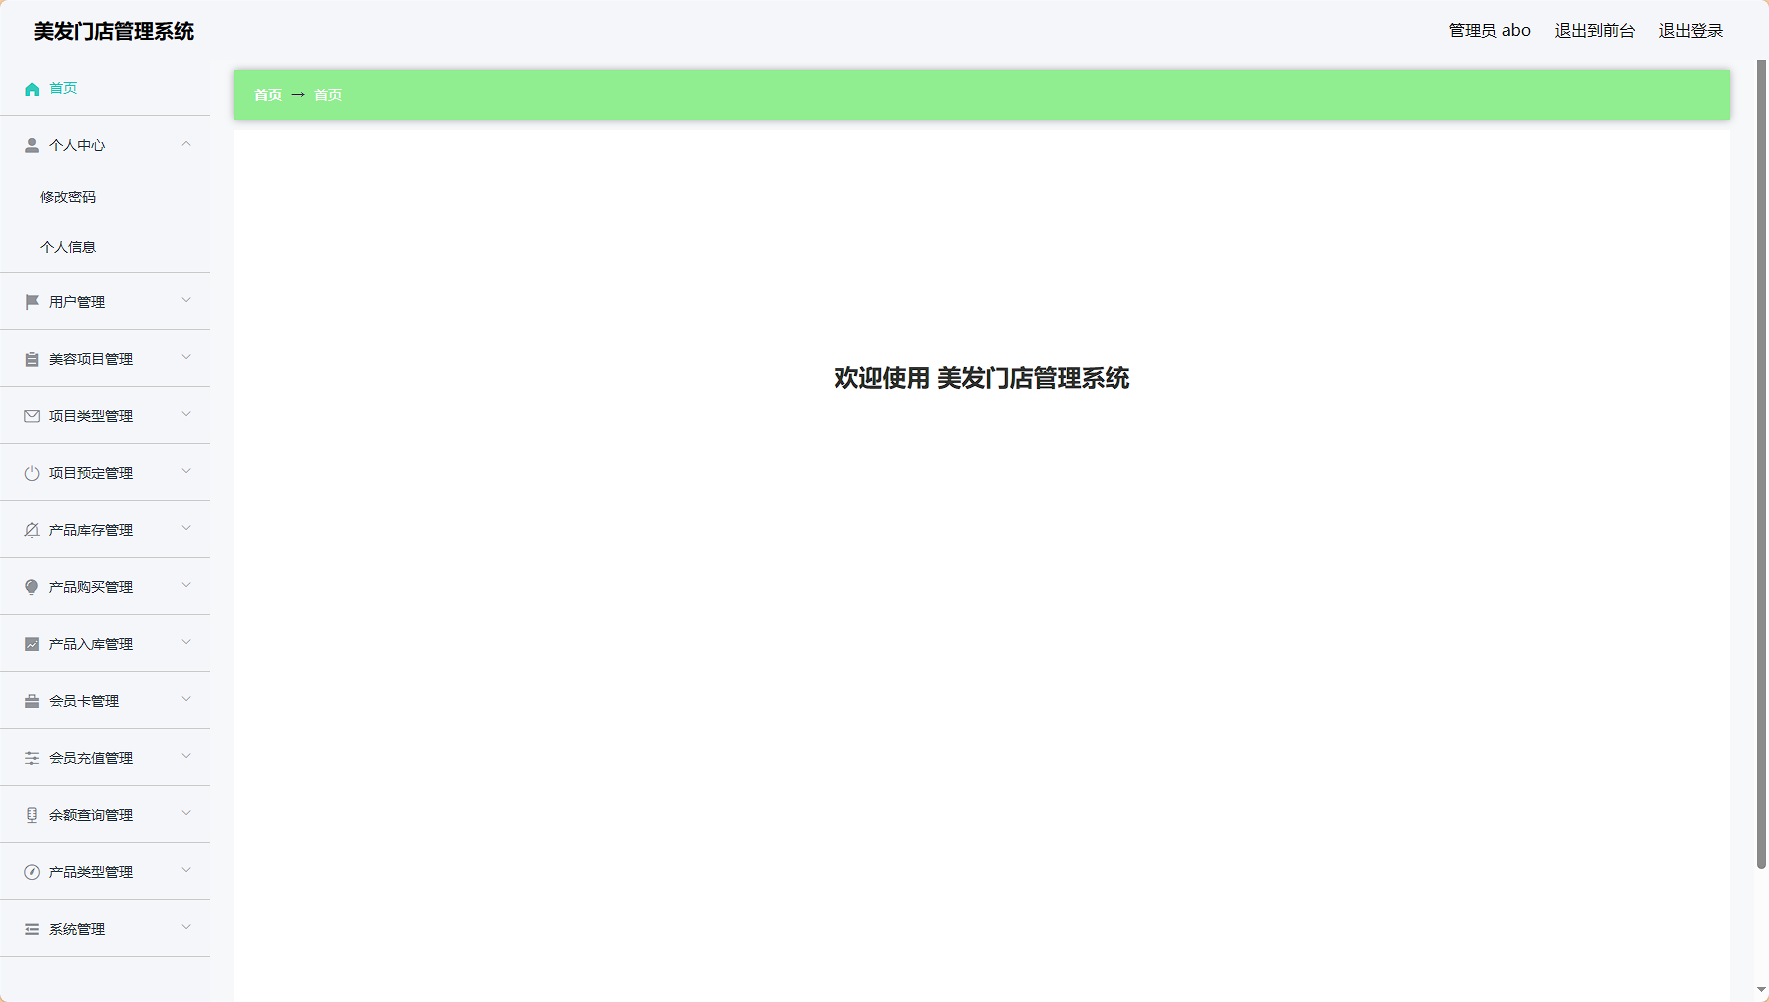 美发门店管理系统
管理员 abo 退出到前台 退出登录
首页
个人中心
修改密码
个人信息
用户管理
美容项目管理
项目类型管理
项目预定管理
产品库存管理
产品购买管理
产品入库管理
会员卡管理
会员充值管理
余额查询管理
产品类型管理
系统管理
首页 → 首页
欢迎使用 美发门店管理系统